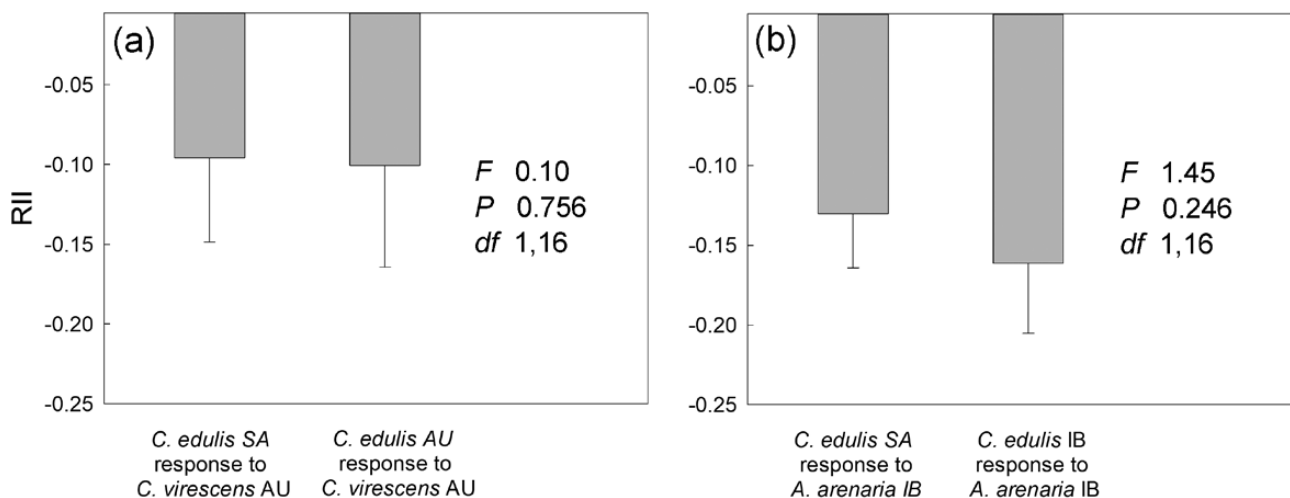 (a)
RII
-0.05
-0.10
-0.15
-0.20
-0.25
F 0.10
P 0.756
df 1,16
C. edulis SA
response to
C. virescens AU
C. edulis AU
response to
C. virescens AU
(b)
-0.05
-0.10
-0.15
-0.20
-0.25
F 1.45
P 0.246
df 1,16
C. edulis SA
response to
A. arenaria IB
C. edulis IB
response to
A. arenaria IB